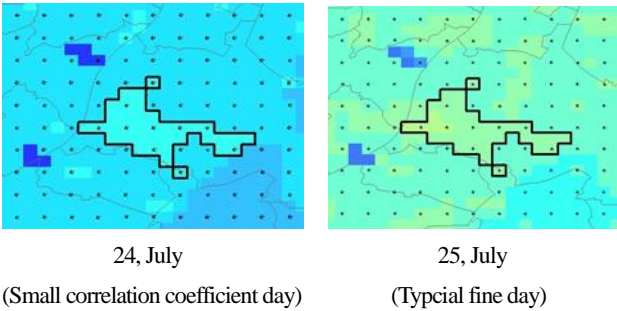 24, July
25, July
(Small correlation coefficient day)
(Typcial fine day)